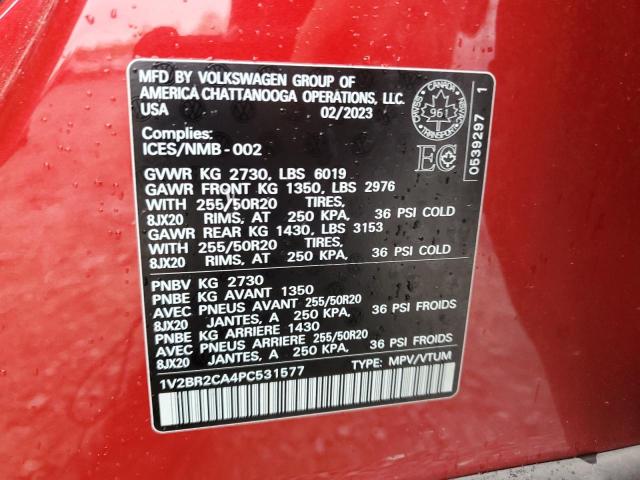 MFD BY VOLKSWAGEN GROUP OF
AMERICA CHATTANOOGA OPERATIONS, LLC.
USA 02/2023
Complies:
ICES/NMB-002
CANADA
961
TRANSPORT
EC
0539297 1
GVWR KG 2730, LBS 6019
GAWR FRONT KG 1350, LBS 2976
WITH 255/50R20 TIRES,
8JX20 RIMS, AT 250 KPA, 36 PSI COLD
GAWR REAR KG 1430, LBS 3153
WITH 255/50R20 TIRES,
8JX20 RIMS, AT 250 KPA, 36 PSI COLD
PNBV KG 2730
PNBE KG AVANT 1350
AVEC PNEUS AVANT 255/50R20
8JX20 JANTES, A 250 KPA, 36 PSI FROIDS
PNBE KG ARRIERE 1430
AVEC PNEUS ARRIERE 255/50R20
8JX20 JANTES, A 250 KPA, 36 PSI FROIDS
1V2BR2CA4PC531577 TYPE: MPV/VTUM